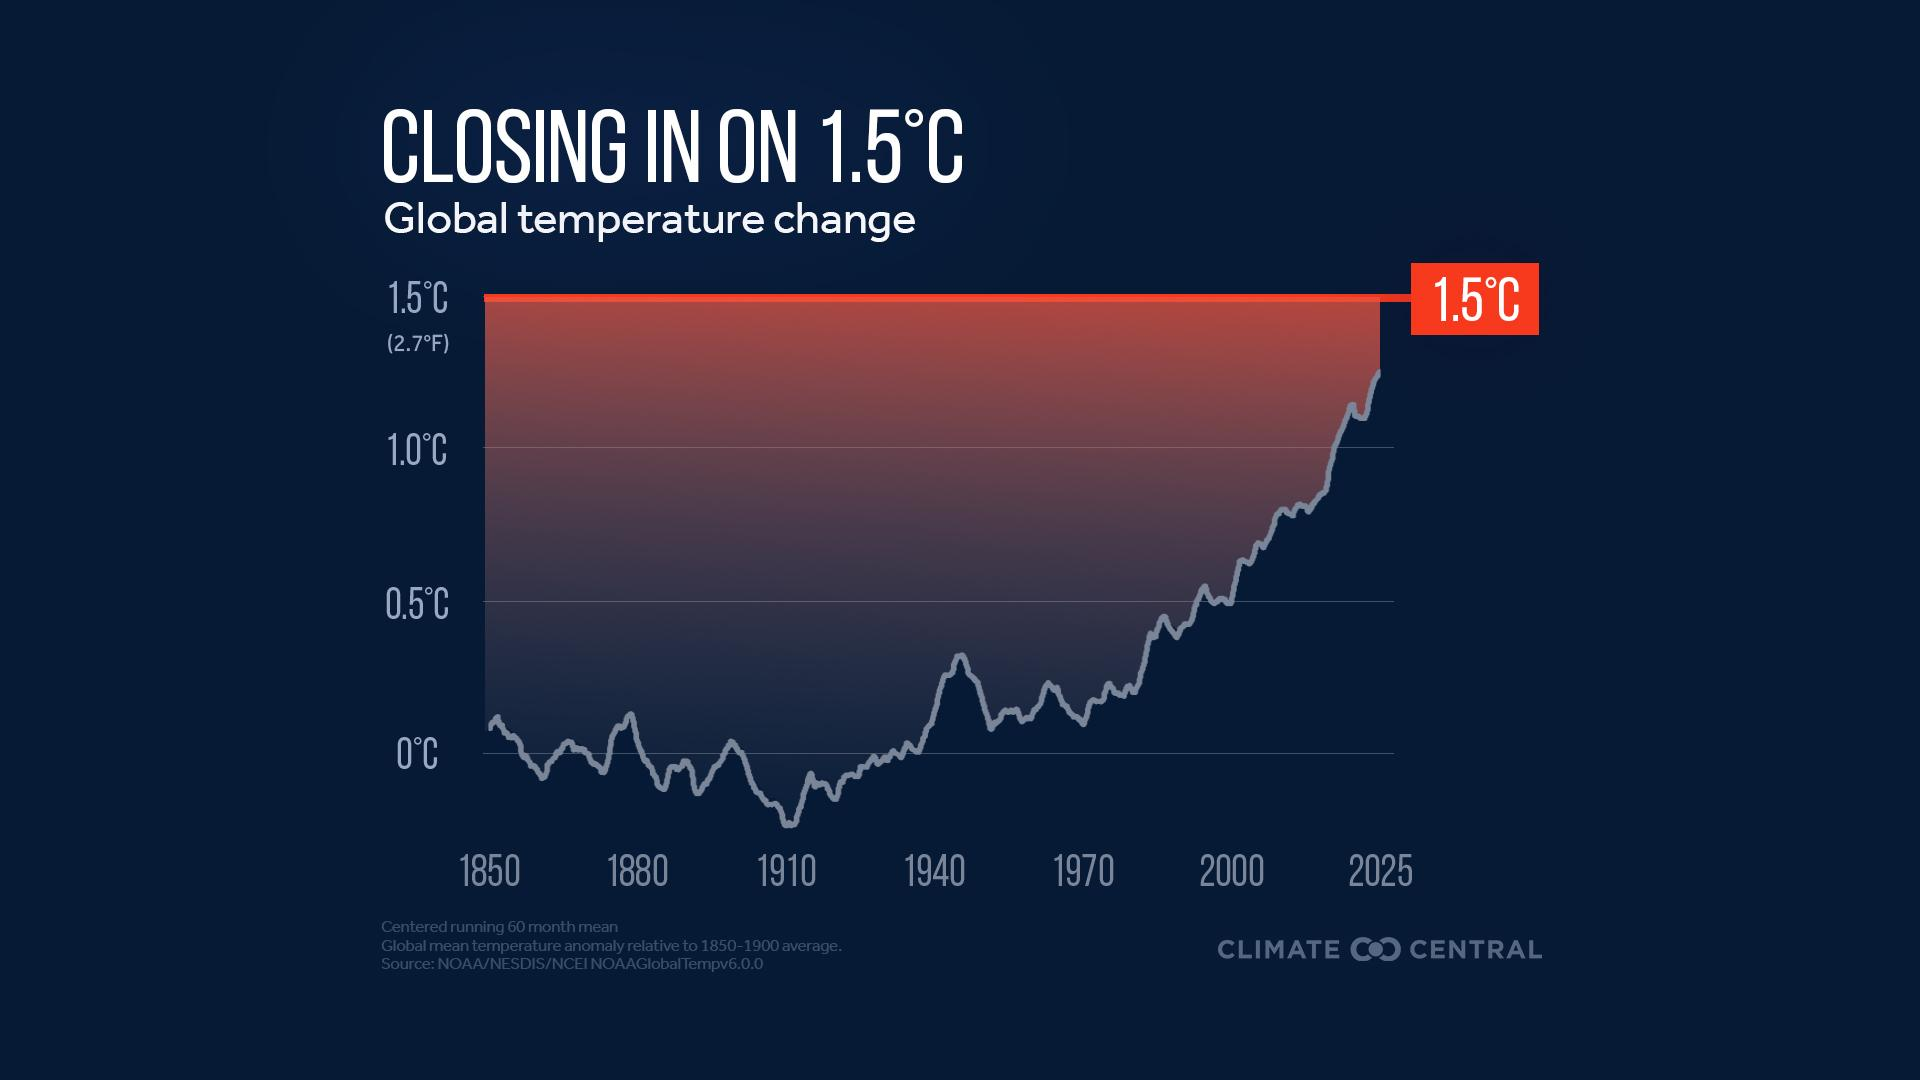 CLOSING IN ON 1.5°C
Global temperature change
1.5°C
1.5°C
(2.7°F)
1.0°C
0.5°C
0°C
1850 1880 1910 1940 1970 2000 2025
Centered running 60 month mean
Global mean temperature anomaly relative to 1850-1900 average.
Source: NOAA/NESDIS/NCEI NOAAGlobalTempv6.0.0
CLIMATE CENTRAL